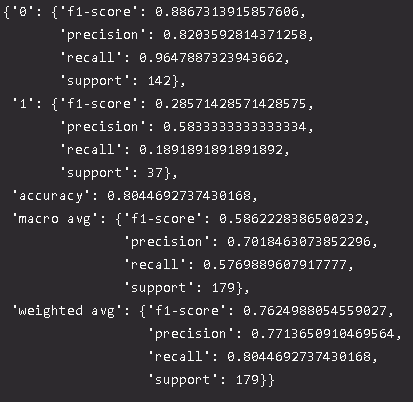 {'0': {'f1-score': 0.8867313915857606,
'precision': 0.8203592814371258,
'recall': 0.9647887323943662,
'support': 142},
'1': {'f1-score': 0.28571428571428575,
'precision': 0.5833333333333334,
'recall': 0.1891891891891892,
'support': 37},
'accuracy': 0.8044692737430168,
'macro avg': {'f1-score': 0.5862228386500232,
'precision': 0.7018463073852296,
'recall': 0.5769889607917777,
'support': 179},
'weighted avg': {'f1-score': 0.7624988054559027,
'precision': 0.7713650910469564,
'recall': 0.8044692737430168,
'support': 179}}